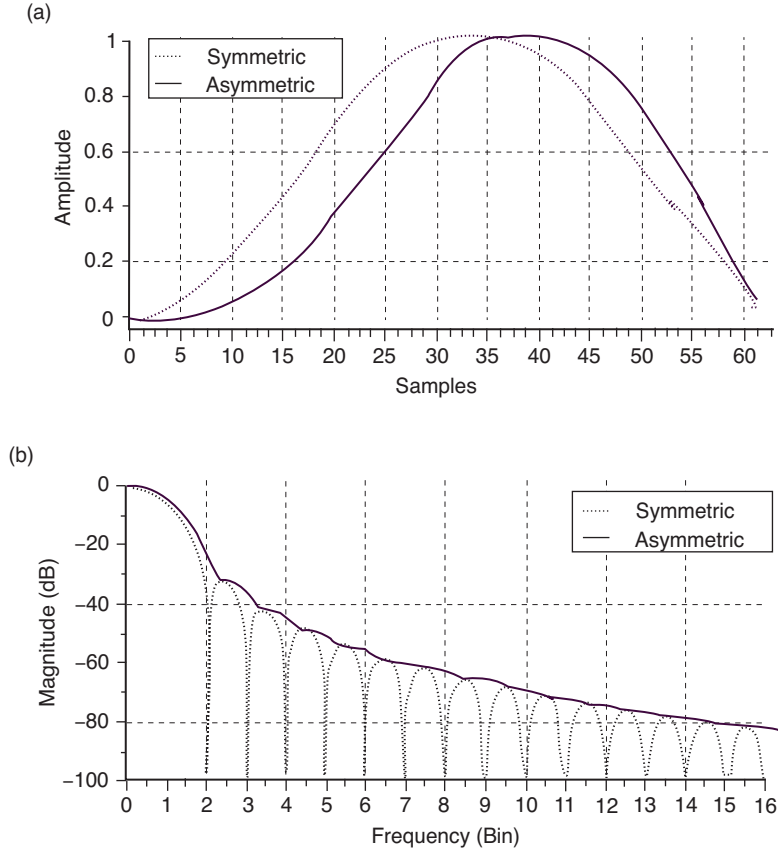 (a)
1
0.8
0.6
0.4
0.2
0
Amplitude
Symmetric
Asymmetric
0 5 10 15 20 25 30 35 40 45 50 55 60
Samples
(b)
0
−20
−40
−60
−80
−100
Magnitude (dB)
Symmetric
Asymmetric
0 1 2 3 4 5 6 7 8 9 10 11 12 13 14 15 16
Frequency (Bin)